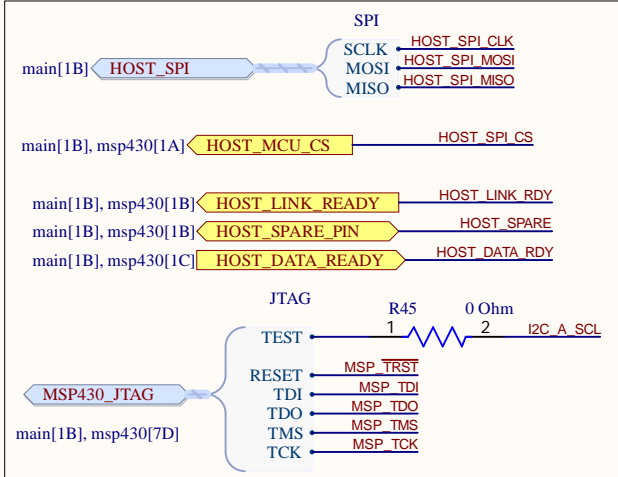 SPI
SCLK HOST_SPI_CLK
main[1B] HOST_SPI MOSI HOST_SPI_MOSI
MISO HOST_SPI_MISO
main[1B], msp430[1A] HOST_MCU_CS HOST_SPI_CS
main[1B], msp430[1B] HOST_LINK_READY HOST_LINK_RDY
main[1B], msp430[1B] HOST_SPARE_PIN HOST_SPARE
main[1B], msp430[1C] HOST_DATA_READY HOST_DATA_RDY
JTAG R45 0 Ohm
TEST 1 2 I2C_A_SCL
RESET MSP_TRST
MSP430_JTAG TDI MSP_TDI
TDO MSP_TDO
main[1B], msp430[7D] TMS MSP_TMS
TCK MSP_TCK